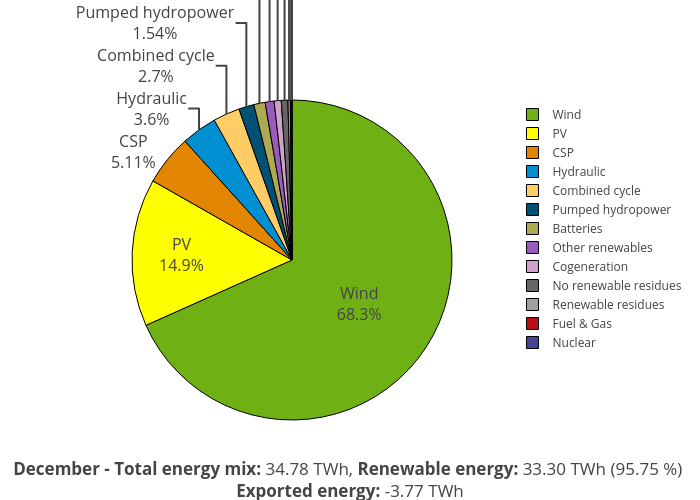 Pumped hydropower
1.54%
Combined cycle
2.7%
Hydraulic
3.6%
CSP
5.11%
PV
14.9%
Wind
68.3%
Wind
PV
CSP
Hydraulic
Combined cycle
Pumped hydropower
Batteries
Other renewables
Cogeneration
No renewable residues
Renewable residues
Fuel & Gas
Nuclear
December - Total energy mix: 34.78 TWh, Renewable energy: 33.30 TWh (95.75 %)
Exported energy: -3.77 TWh